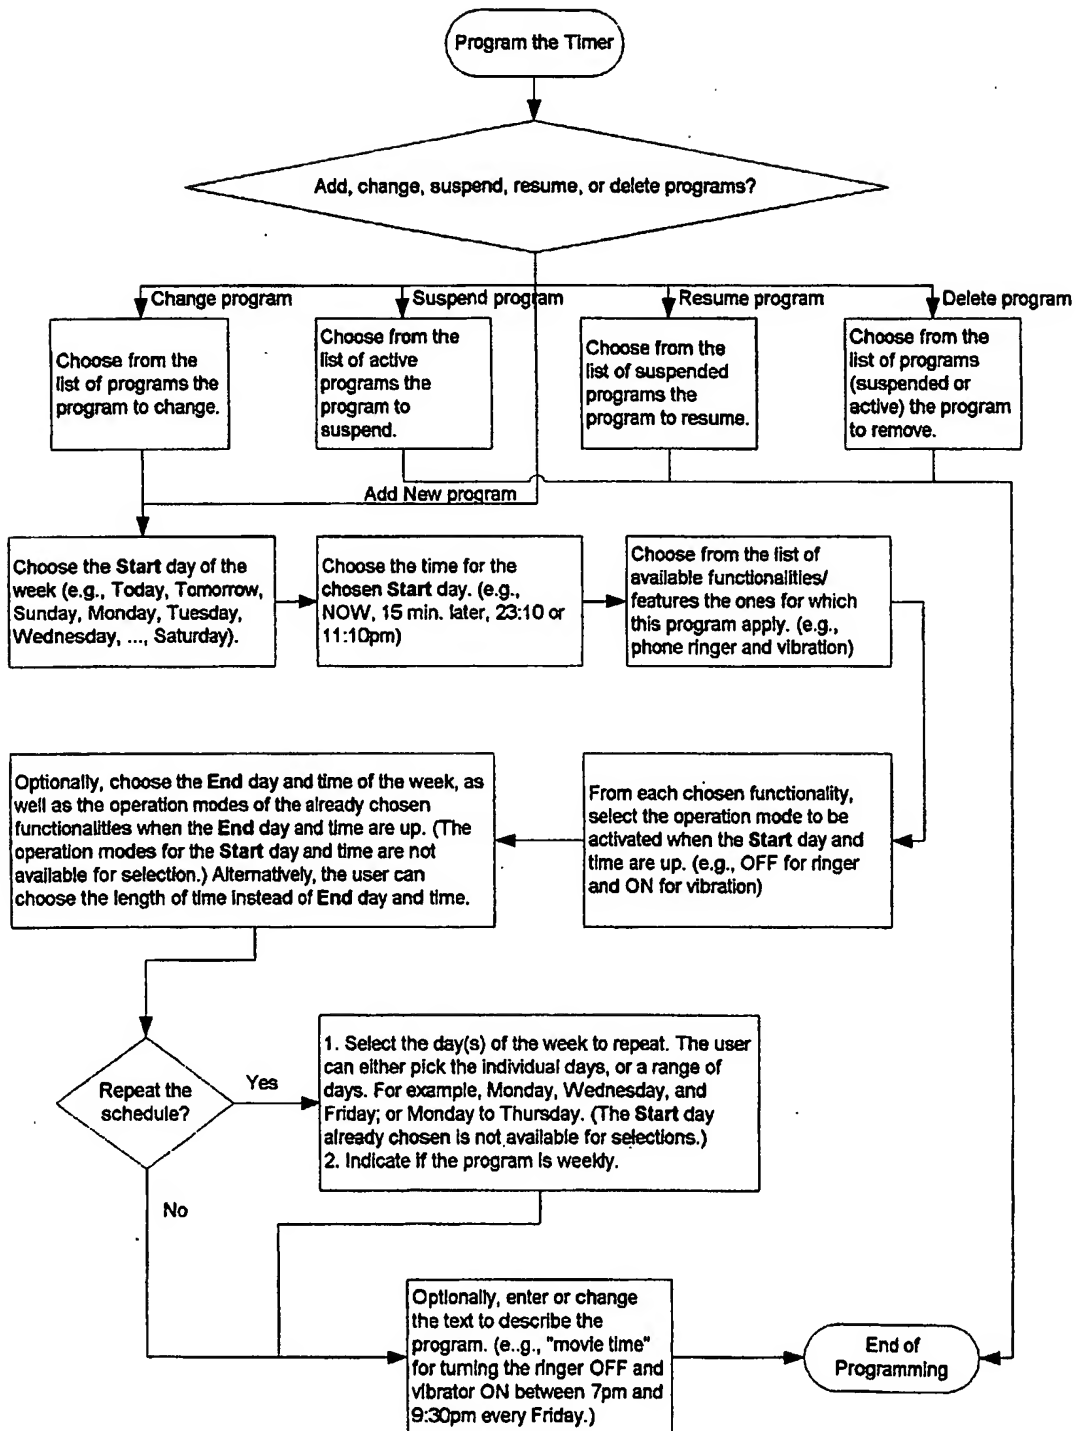 Program the Timer
Add, change, suspend, resume, or delete programs?
Change program
Suspend program
Resume program
Delete program
Choose from the
list of programs the
program to change.
Choose from the
list of active
programs the
program to
suspend.
Choose from the
list of suspended
programs the
program to resume.
Choose from the
list of programs
(suspended or
active) the program
to remove.
Add New program
Choose the Start day of the
week (e.g., Today, Tomorrow,
Sunday, Monday, Tuesday,
Wednesday, ..., Saturday).
Choose the time for the
chosen Start day. (e.g.,
NOW, 15 min. later, 23:10 or
11:10pm)
Choose from the list of
available functionalities/
features the ones for which
this program apply. (e.g.,
phone ringer and vibration)
From each chosen functionality,
select the operation mode to be
activated when the Start day and
time are up. (e.g., OFF for ringer
and ON for vibration)
Optionally, choose the End day and time of the week, as
well as the operation modes of the already chosen
functionalities when the End day and time are up. (The
operation modes for the Start day and time are not
available for selection.) Alternatively, the user can
choose the length of time instead of End day and time.
Repeat the
schedule?
Yes
1. Select the day(s) of the week to repeat. The user
can either pick the individual days, or a range of
days. For example, Monday, Wednesday, and
Friday; or Monday to Thursday. (The Start day
already chosen is not available for selections.)
2. Indicate if the program is weekly.
No
Optionally, enter or change
the text to describe the
program. (e..g., "movie time"
for turning the ringer OFF and
vibrator ON between 7pm and
9:30pm every Friday.)
End of
Programming